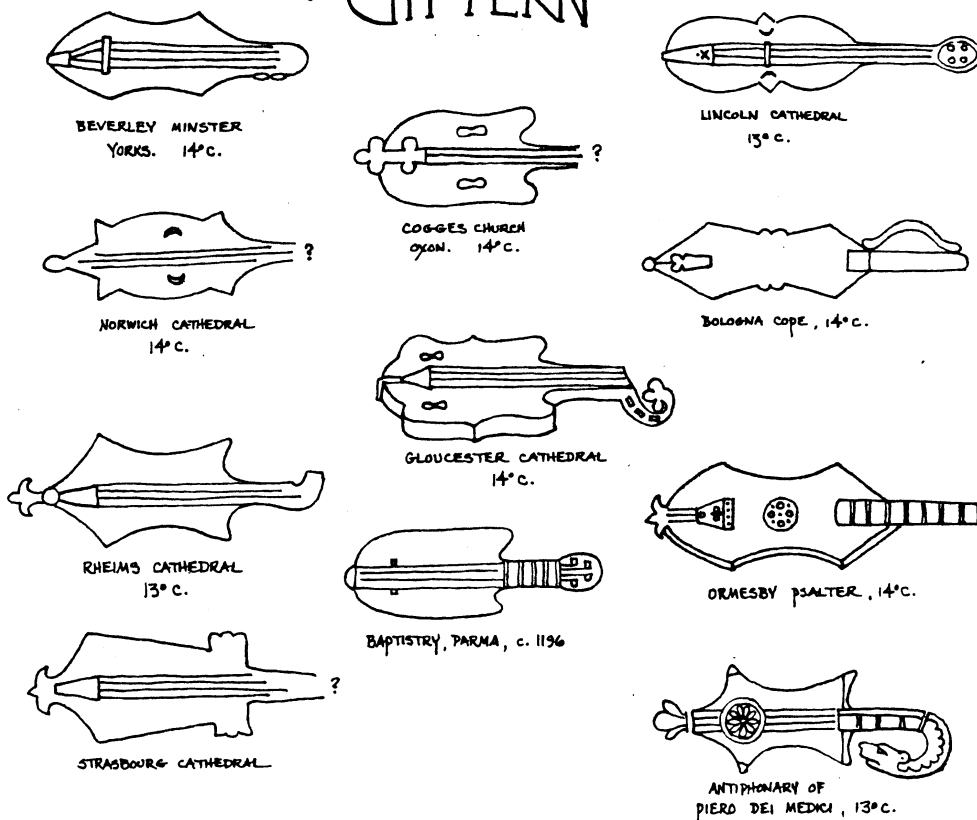 GITTERN
BEVERLEY MINSTER
YORKS. 14°C.
LINCOLN CATHEDRAL
13°C.
COGGES CHURCH
OXON. 14°C.
?
NORWICH CATHEDRAL
14°C.
?
BOLOGNA COPE, 14°C.
GLOUCESTER CATHEDRAL
14°C.
RHEIMS CATHEDRAL
13°C.
ORMESBY PSALTER, 14°C.
BAPTISTRY, PARMA, c. 1196
STRASBOURG CATHEDRAL
?
ANTIPHONARY OF
PIERO DEI MEDICI, 13°C.